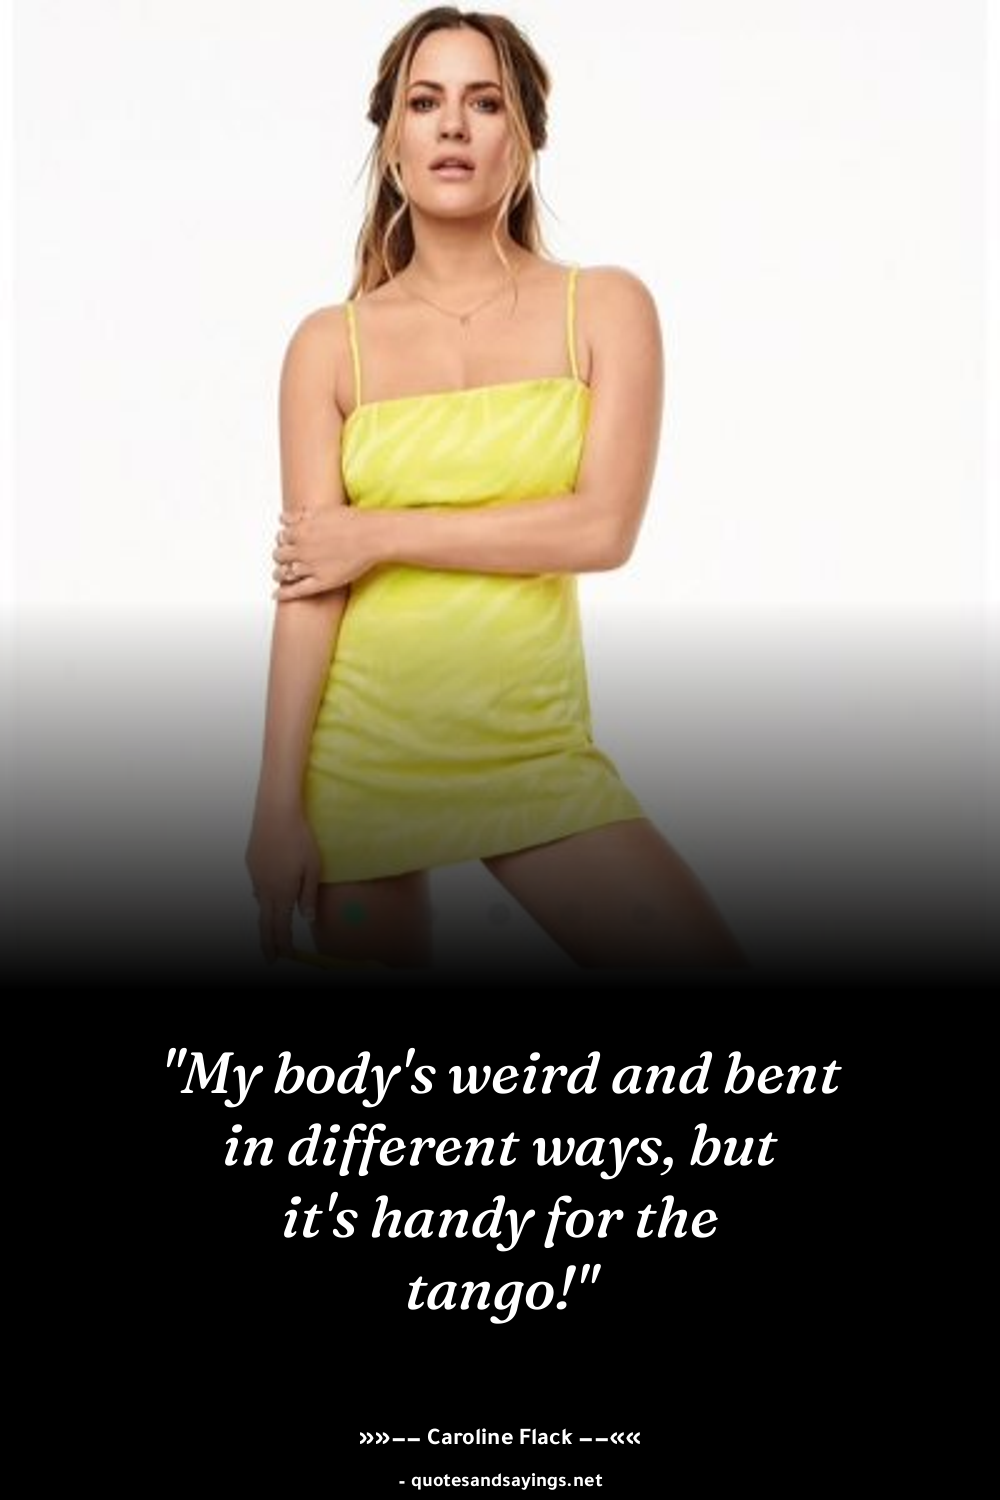 "My body's weird and bent
in different ways, but
it's handy for the
tango!"
»»–– Caroline Flack ––««
- quotesandsayings.net